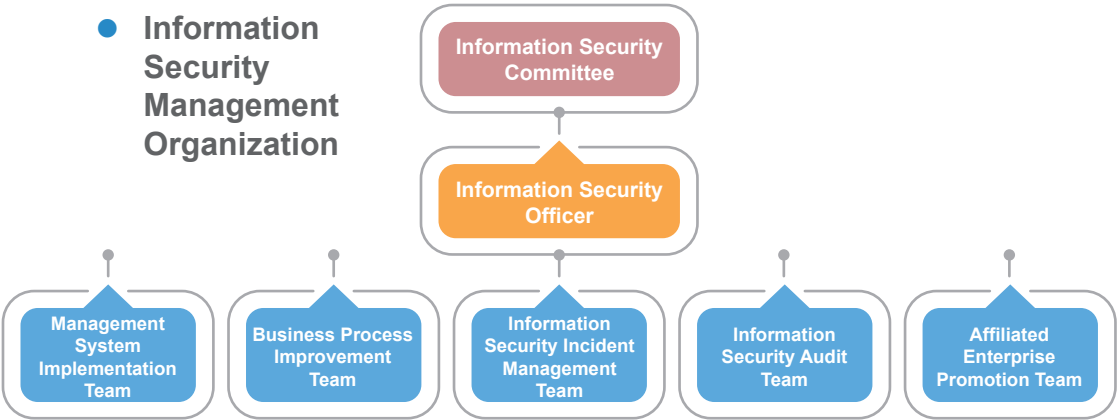 Information
Security
Management
Organization
Information Security
Committee
Information Security
Officer
Management
System
Implementation
Team
Business Process
Improvement
Team
Information
Security Incident
Management
Team
Information
Security Audit
Team
Affiliated
Enterprise
Promotion Team